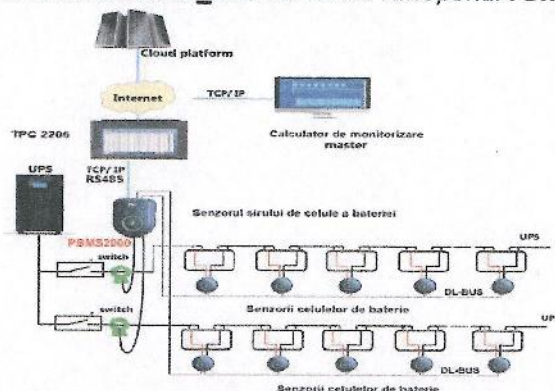 Cloud platform
Internet
TCP/ IP
TPC 2206
Calculator de monitorizare
master
UPS
TCP/ IP
RS485
Senzorul sirului de celule a bateriei
PBMS2000
switch
UPS
DL-BUS
Senzorii celulelor de baterie
switch
UP
DL-BUS
Senzorii celulelor de baterie